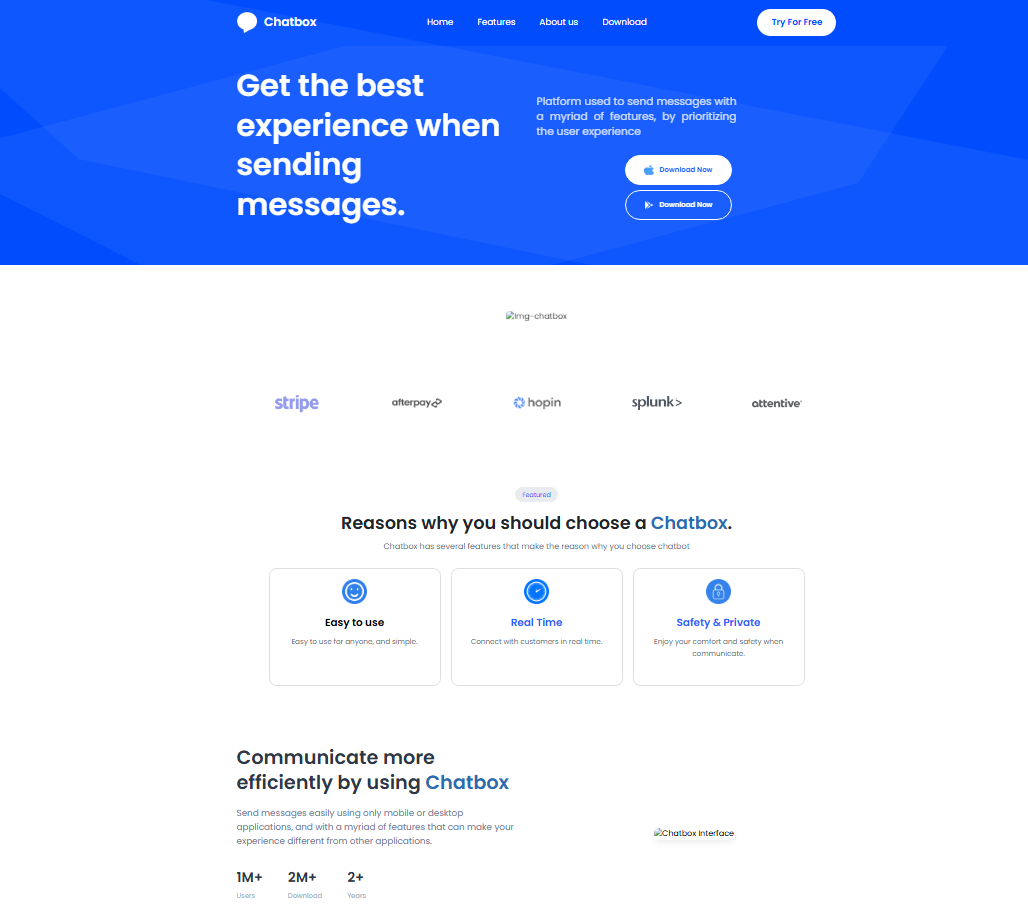 Chatbox
Home Features About us Download
Try For Free
Get the best
experience when
sending
messages.
Platform used to send messages with
a myriad of features, by prioritizing
the user experience
Download Now
Download Now
img-chatbox
stripe
afterpay
hopin
splunk>
attentive
Featured
Reasons why you should choose a Chatbox.
Chatbox has several features that make the reason why you choose chatbot
Easy to use
Easy to use for anyone, and simple.
Real Time
Connect with customers in real time.
Safety & Private
Enjoy your comfort and safety when
communicate.
Communicate more
efficiently by using Chatbox
Send messages easily using only mobile or desktop
applications, and with a myriad of features that can make your
experience different from other applications.
Chatbox Interface
1M+ 2M+ 2+
Users Download Years